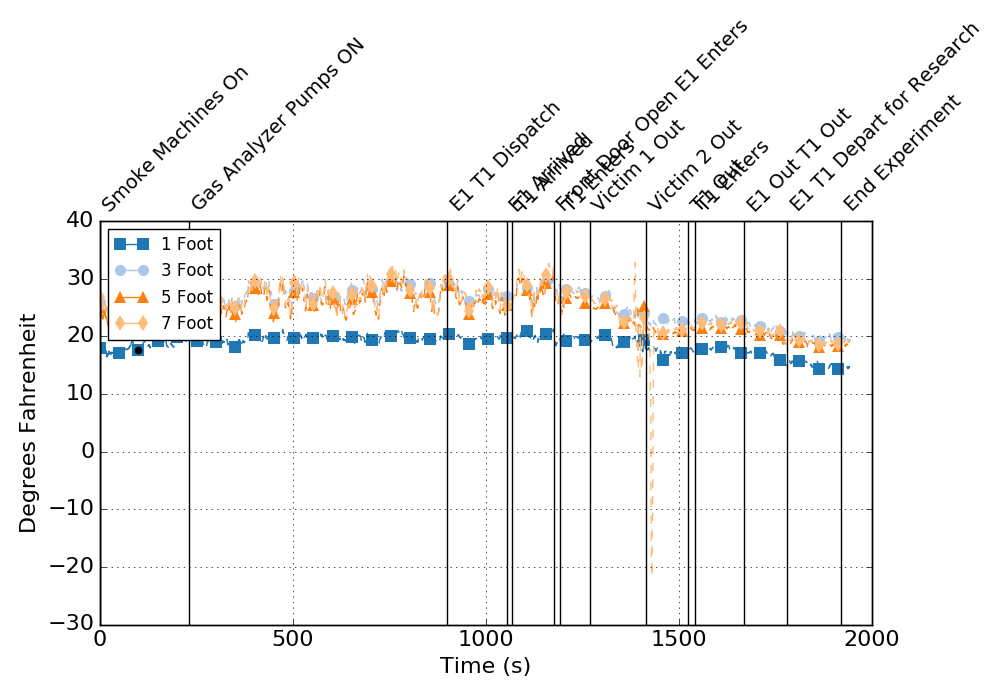 Smoke Machines On
Gas Analyzer Pumps ON
E1 T1 Dispatch
E1 Arrived
T1 Arrived
Front Door Open E1 Enters
T1 Enters
Victim 1 Out
Victim 2 Out
T1 Out
T1 Enters
E1 Out T1 Out
E1 T1 Depart for Research
End Experiment
40
30
20
10
0
−10
−20
−30
Degrees Fahrenheit
1 Foot
3 Foot
5 Foot
7 Foot
0
500
1000
1500
2000
Time (s)